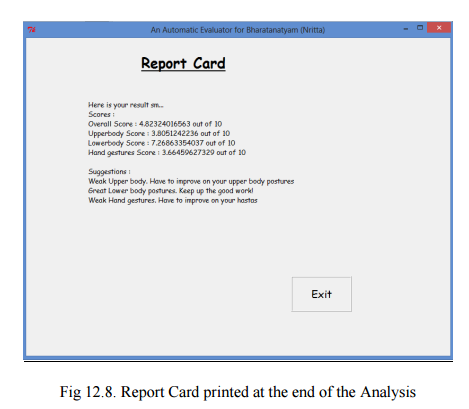 An Automatic Evaluator for Bharatanatyam (Nritta)
Report Card
Here is your result sm...
Scores :
Overall Score : 4.82324016563 out of 10
Upperbody Score : 3.8051242236 out of 10
Lowerbody Score : 7.26863354037 out of 10
Hand gestures Score : 3.66459627329 out of 10
Suggestions :
Weak Upper body. Have to improve on your upper body postures
Great Lower body postures. Keep up the good work!
Weak Hand gestures. Have to improve on your hastas
Exit
Fig 12.8. Report Card printed at the end of the Analysis